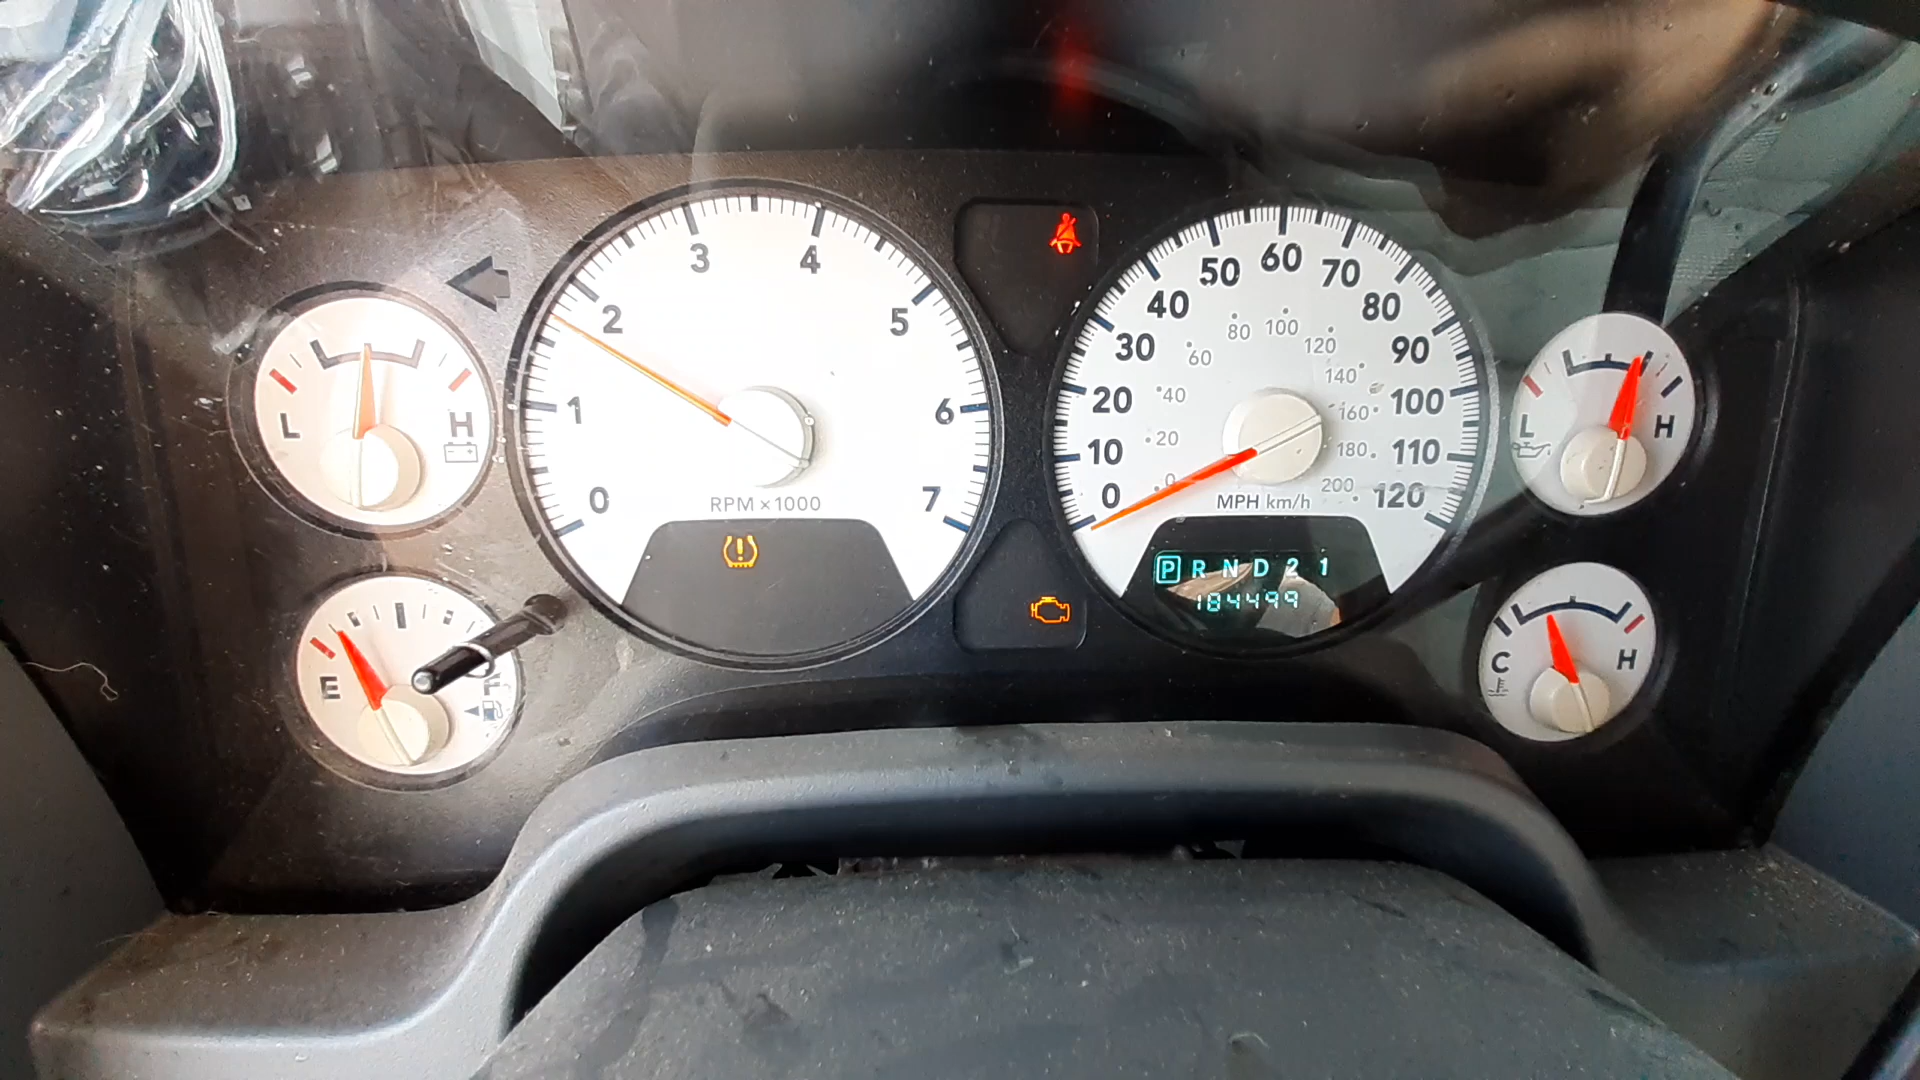 L H
E
0 1 2 3 4 5 6 7
RPM x 1000
0 10 20 30 40 50 60 70 80 90 100 110 120
0 20 40 60 80 100 120 140 160 180 200
MPH km/h
P R N D 2 1
184499
L H
C H